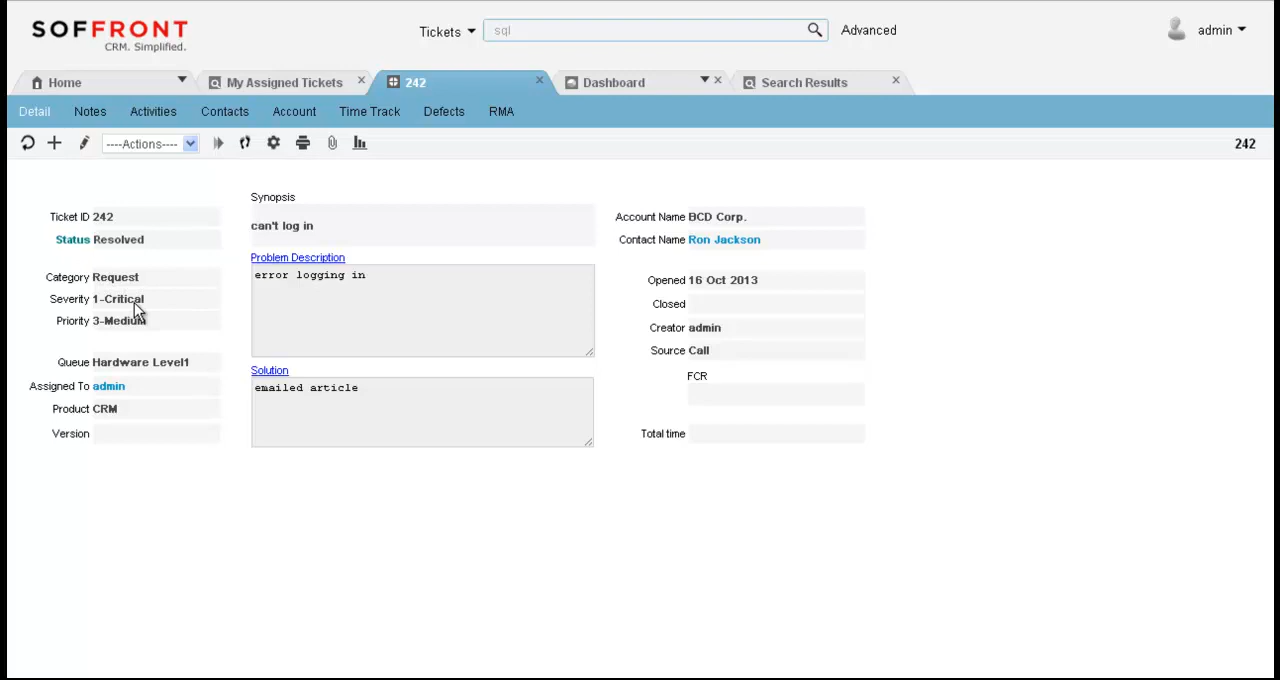 SOFFRONT
CRM. Simplified.
Tickets sql Advanced admin
Home My Assigned Tickets 242 Dashboard Search Results
Detail Notes Activities Contacts Account Time Track Defects RMA
----Actions---- 242
Synopsis
Ticket ID 242
can't log in
Account Name BCD Corp.
Status Resolved
Contact Name Ron Jackson
Problem Description
error logging in
Category Request
Opened 16 Oct 2013
Severity 1-Critical
Closed
Priority 3-Medium
Creator admin
Source Call
Queue Hardware Level1
Solution
FCR
Assigned To admin
emailed article
Product CRM
Version
Total time